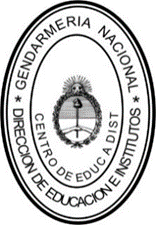 * GENDARMERIA NACIONAL *
DIRECCION DE EDUCACION E INSTITUTOS
CENTRO DE EDUC A DIST